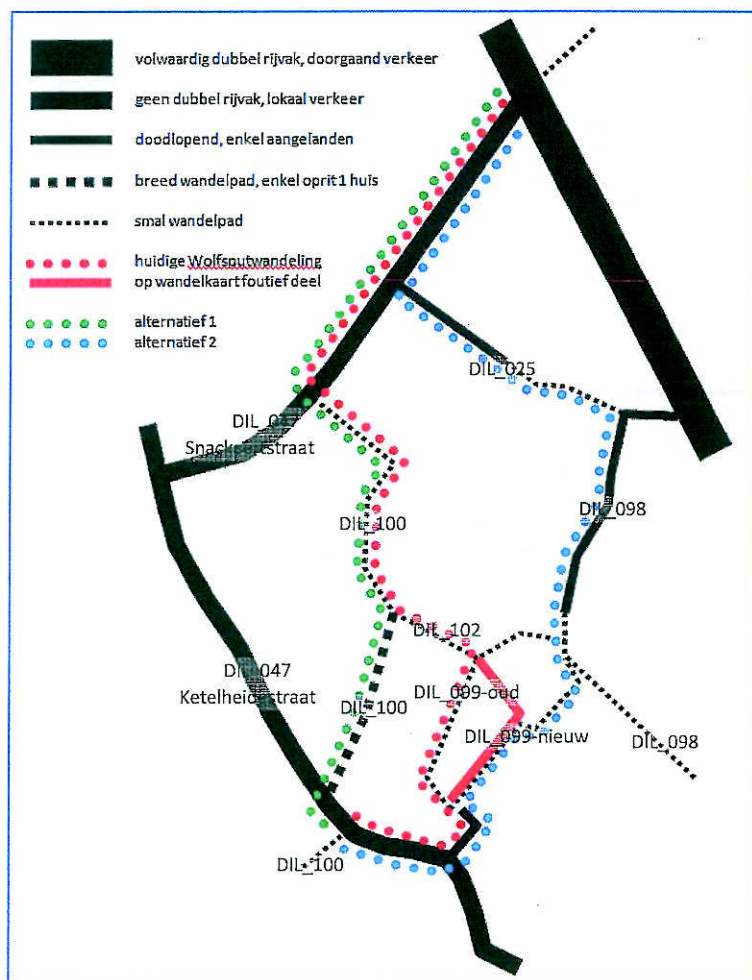 volwaardig dubbel rijvak, doorgaand verkeer
geen dubbel rijvak, lokaal verkeer
doodlopend, enkel aangelanden
breed wandelpad, enkel oprit 1 huis
smal wandelpad
huidige Wolfsputwandeling
op wandelkaart foutief deel
alternatief 1
alternatief 2
DIL_025
DIL_098
DIL_100
DIL_102
DIL_047
Ketelheidestraat
DIL_100
DIL_099-oud
DIL_099-nieuw
DIL_098
DIL_100